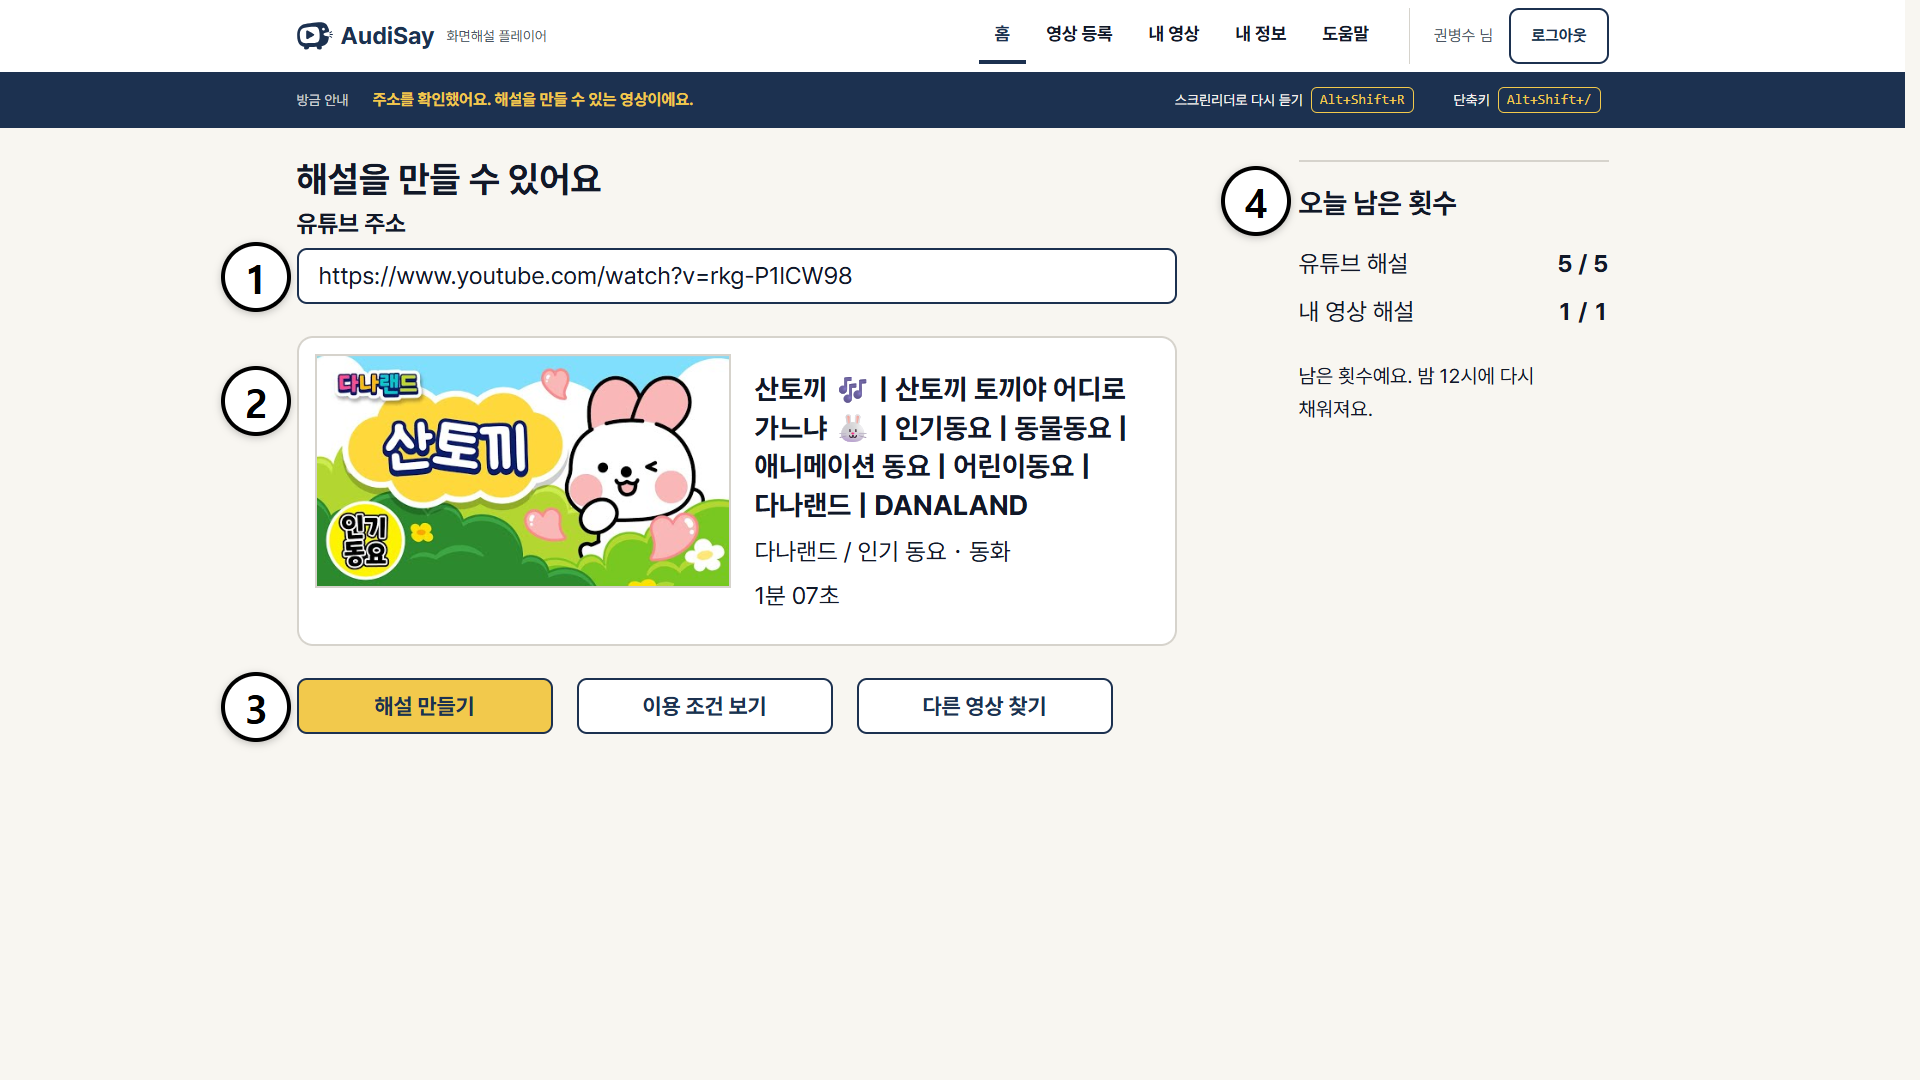 AudiSay 화면해설 플레이어
홈 영상 등록 내 영상 내 정보 도움말 권병수 님 로그아웃
방금 안내 주소를 확인했어요. 해설을 만들 수 있는 영상이에요. 스크린리더로 다시 듣기 Alt+Shift+R 단축키 Alt+Shift+/
해설을 만들 수 있어요
유튜브 주소
1 https://www.youtube.com/watch?v=rkg-P1lCW98
2
다나랜드
산토끼
인기
동요
산토끼 🎶 | 산토끼 토끼야 어디로
가느냐 🐰 | 인기동요 | 동물동요 |
애니메이션 동요 | 어린이동요 |
다나랜드 | DANALAND
다나랜드 / 인기 동요 · 동화
1분 07초
3 해설 만들기 이용 조건 보기 다른 영상 찾기
4 오늘 남은 횟수
유튜브 해설 5 / 5
내 영상 해설 1 / 1
남은 횟수예요. 밤 12시에 다시
채워져요.